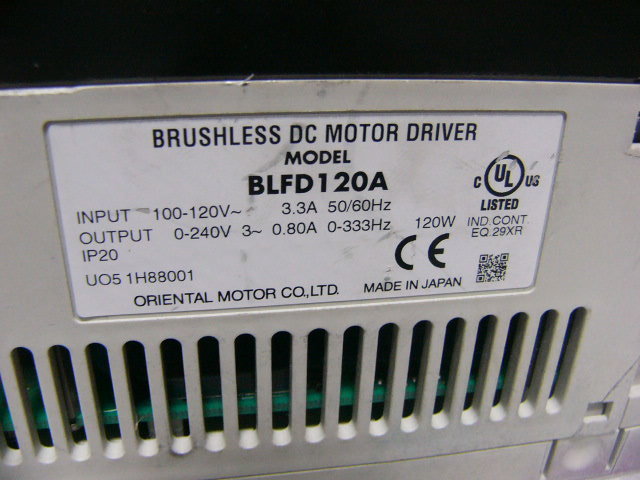 BRUSHLESS DC MOTOR DRIVER
MODEL
BLFD120A
C UL US
LISTED
IND.CONT.
EQ.29XR
INPUT 100-120V~ 3.3A 50/60Hz
OUTPUT 0-240V 3~ 0.80A 0-333Hz 120W
IP20
CE
U05 1H88001
ORIENTAL MOTOR CO.,LTD. MADE IN JAPAN